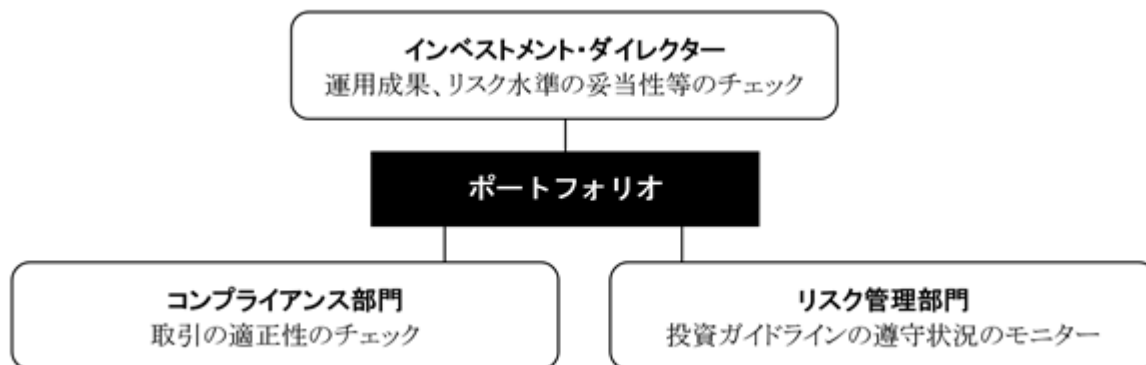 インベストメント・ダイレクター
運用成果、リスク水準の妥当性等のチェック
ポートフォリオ
コンプライアンス部門
取引の適正性のチェック
リスク管理部門
投資ガイドラインの遵守状況のモニター